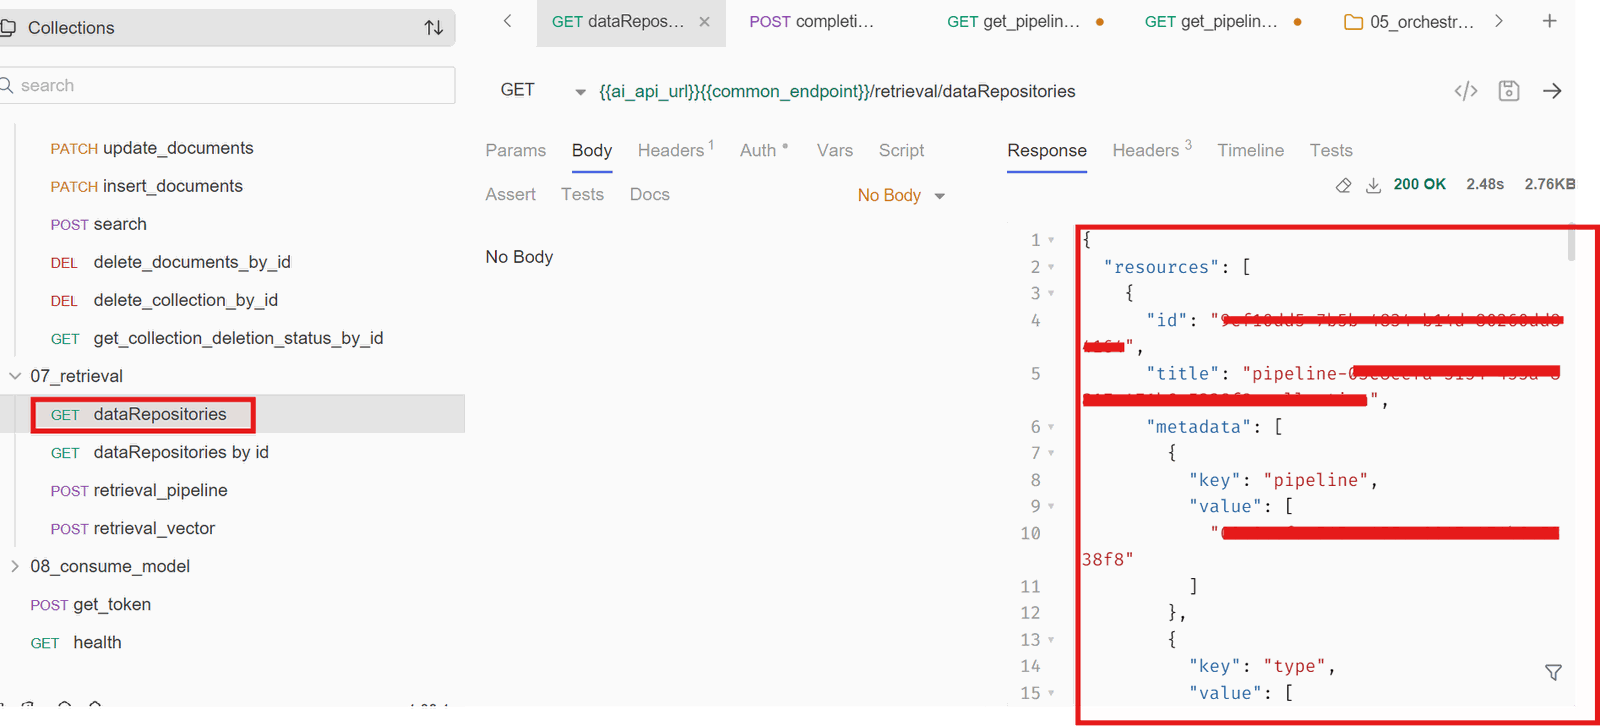 Collections
search
PATCH update_documents
PATCH insert_documents
POST search
DEL delete_documents_by_id
DEL delete_collection_by_id
GET get_collection_deletion_status_by_id
07_retrieval
GET dataRepositories
GET dataRepositories by id
POST retrieval_pipeline
POST retrieval_vector
08_consume_model
POST get_token
GET health
GET dataRepos... × POST completi... GET get_pipelin... GET get_pipelin... 05_orchestr... +
GET {{ai_api_url}}{{common_endpoint}}/retrieval/dataRepositories
Params Body Headers 1 Auth Vars Script
Assert Tests Docs No Body
No Body
Response Headers 3 Timeline Tests
200 OK 2.48s 2.76KB
1 {
2 "resources": [
3 {
4 "id": "
",
5 "title": "pipeline-
",
6 "metadata": [
7 {
8 "key": "pipeline",
9 "value": [
10 "
38f8"
11 ]
12 },
13 {
14 "key": "type",
15 "value": [